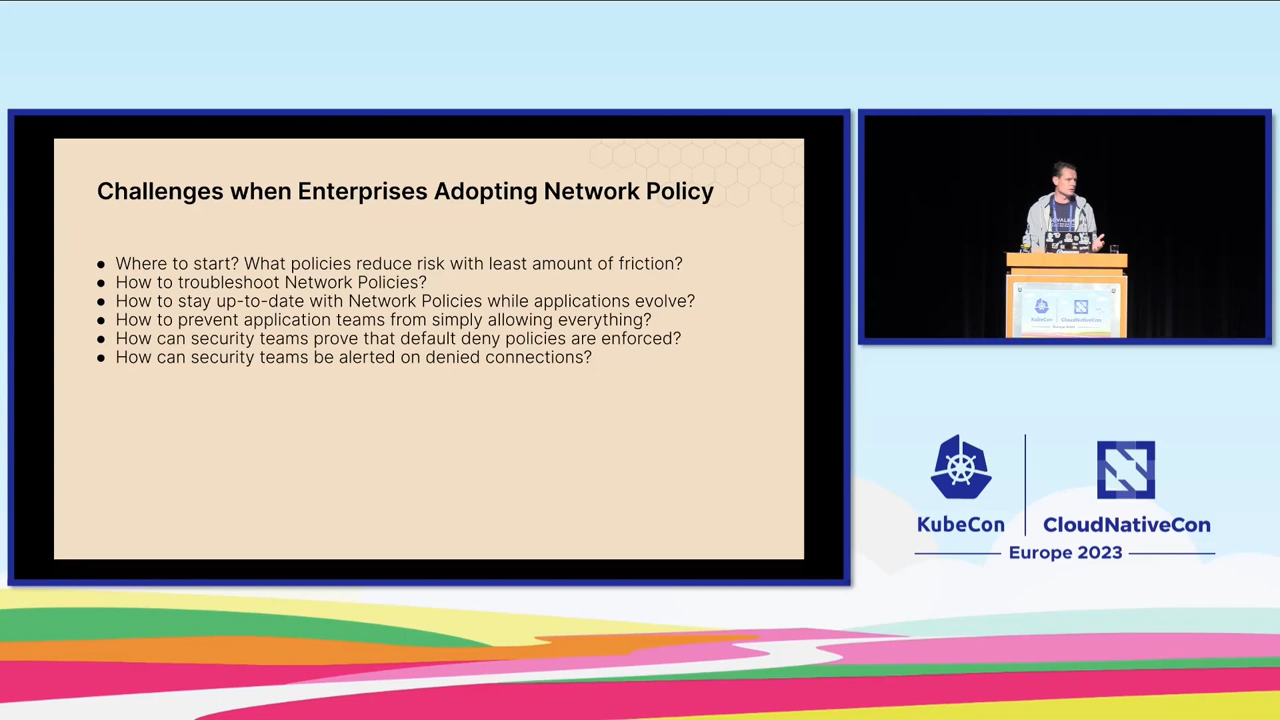 Challenges when Enterprises Adopting Network Policy
● Where to start? What policies reduce risk with least amount of friction?
● How to troubleshoot Network Policies?
● How to stay up-to-date with Network Policies while applications evolve?
● How to prevent application teams from simply allowing everything?
● How can security teams prove that default deny policies are enforced?
● How can security teams be alerted on denied connections?
KubeCon
CloudNativeCon
KubeCon
CloudNativeCon
Europe 2023